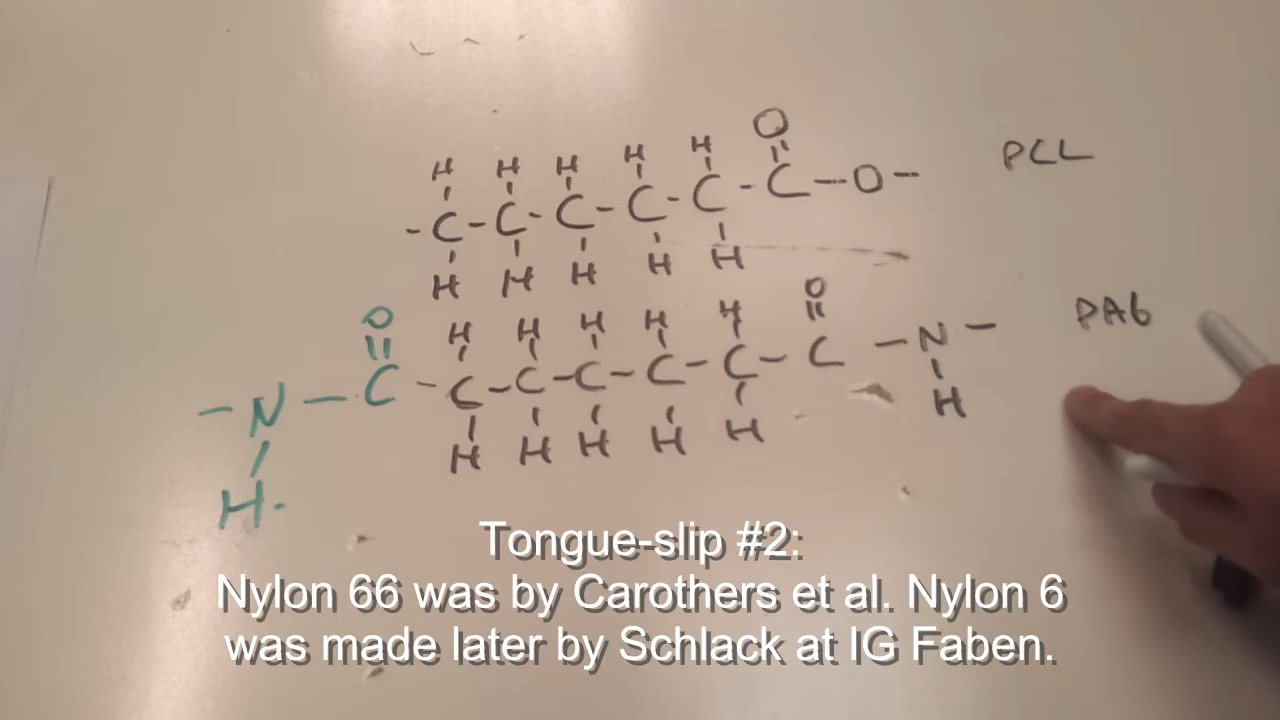 O
H H H H H
- C - C - C - C - C - C - O - PCL
H H H H H
O O
H H H H H
- N - C - C - C - C - C - C - C - N - PA6
H H H H H H
H.
Tongue-slip #2:
Nylon 66 was by Carothers et al. Nylon 6
was made later by Schlack at IG Faben.